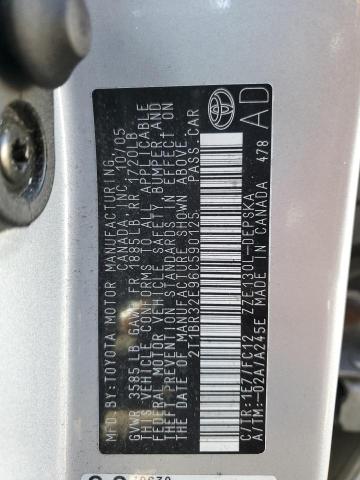 MFD.BY:TOYOTA MOTOR MANUFACTURING
CANADA, INC. 10/05
GVWR 3585 LB GAWR FR 1885LB RR 1720LB
THIS VEHICLE CONFORMS TO ALL APPLICABLE
FEDERAL MOTOR VEHICLE SAFETY BUMPER AND
THEFT PREVENTION STANDARDS IN EFFECT ON
THE DATE OF MANUFACTURE SHOWN ABOVE.
2T1BR32E96C590125 PASS.CAR
C/TR:1E7/FC12 ZZE130L-DEPSKA
A/TM:-02A/A245E MADE IN CANADA
478
AD